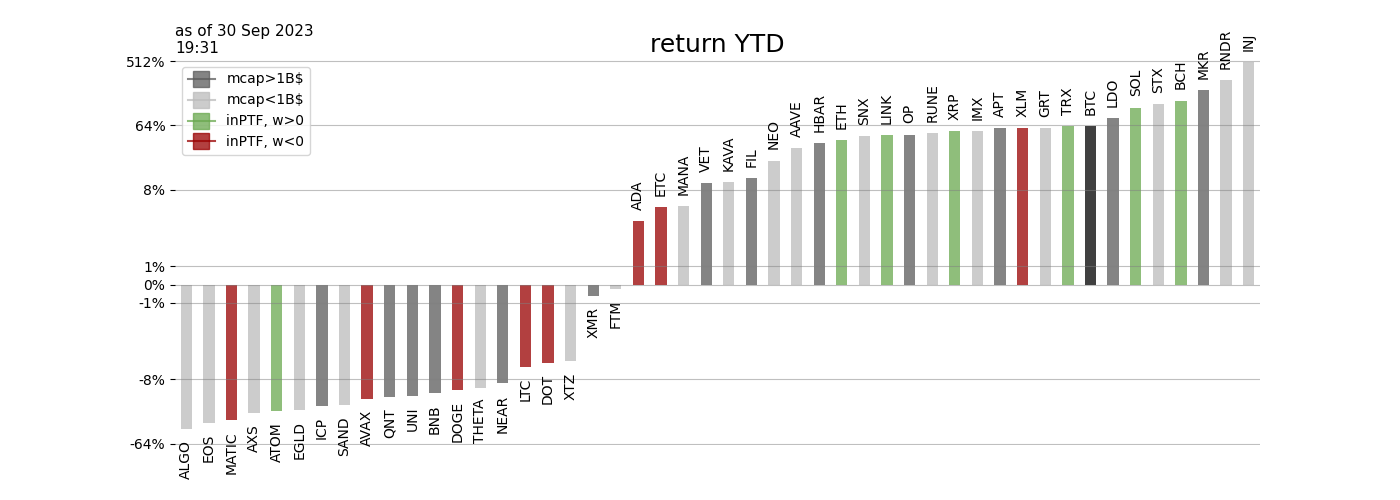 as of 30 Sep 2023
19:31
return YTD
512%
64%
8%
1%
0%
-1%
-8%
-64%
mcap>1B$
mcap<1B$
inPTF, w>0
inPTF, w<0
ALGO
EOS
MATIC
AXS
ATOM
EGLD
ICP
SAND
AVAX
QNT
UNI
BNB
DOGE
THETA
NEAR
LTC
DOT
XTZ
XMR
FTM
ADA
ETC
MANA
VET
KAVA
FIL
NEO
AAVE
HBAR
ETH
SNX
LINK
OP
RUNE
XRP
IMX
APT
XLM
GRT
TRX
BTC
LDO
SOL
STX
BCH
MKR
RNDR
INJ